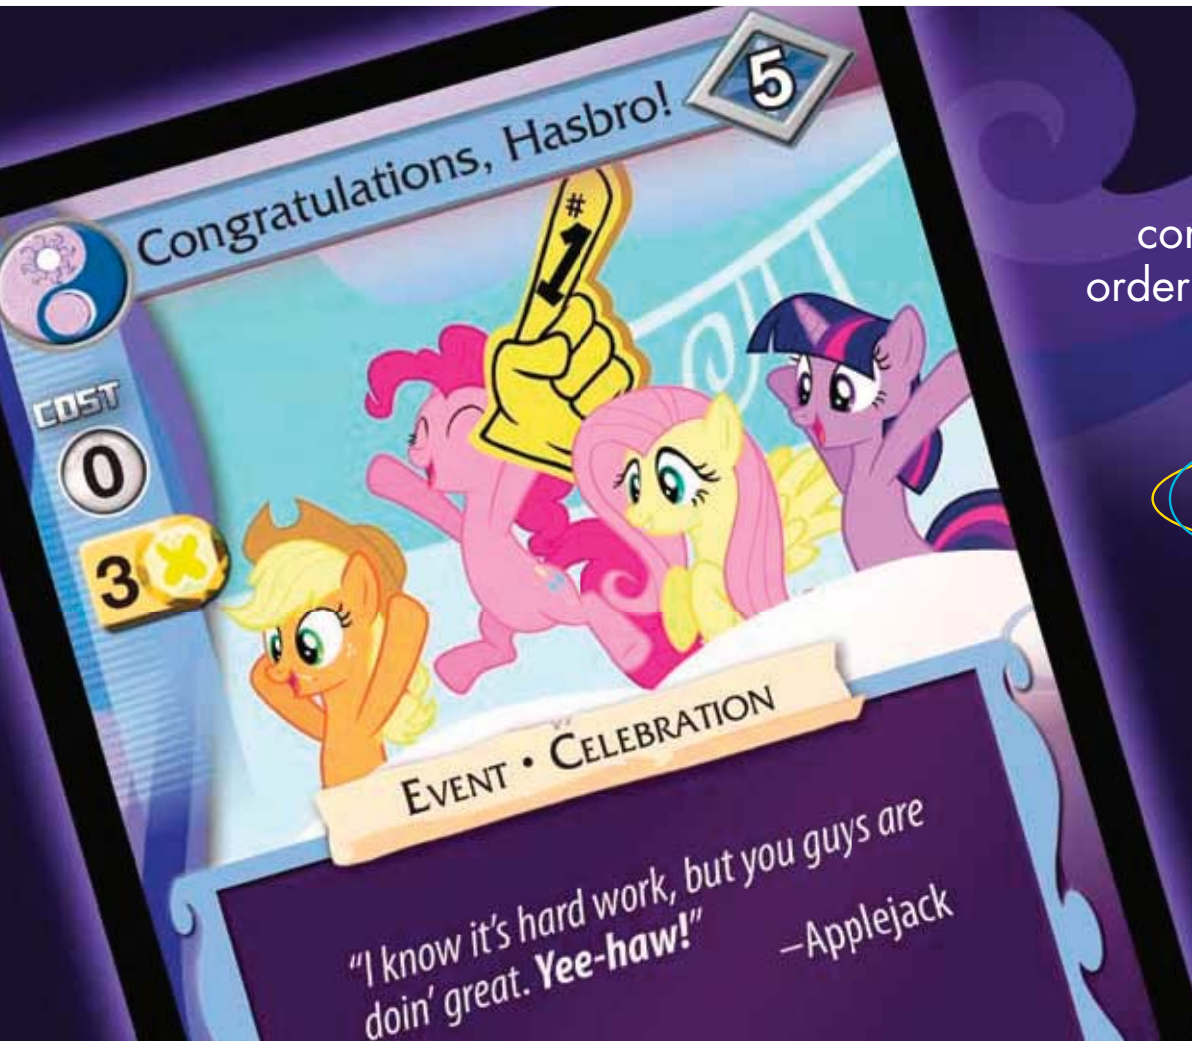 Congratulations, Hasbro!
5
COST
0
3
#
1
EVENT • CELEBRATION
“I know it’s hard work, but you guys are
doin’ great. Yee-haw!”
–Applejack
order